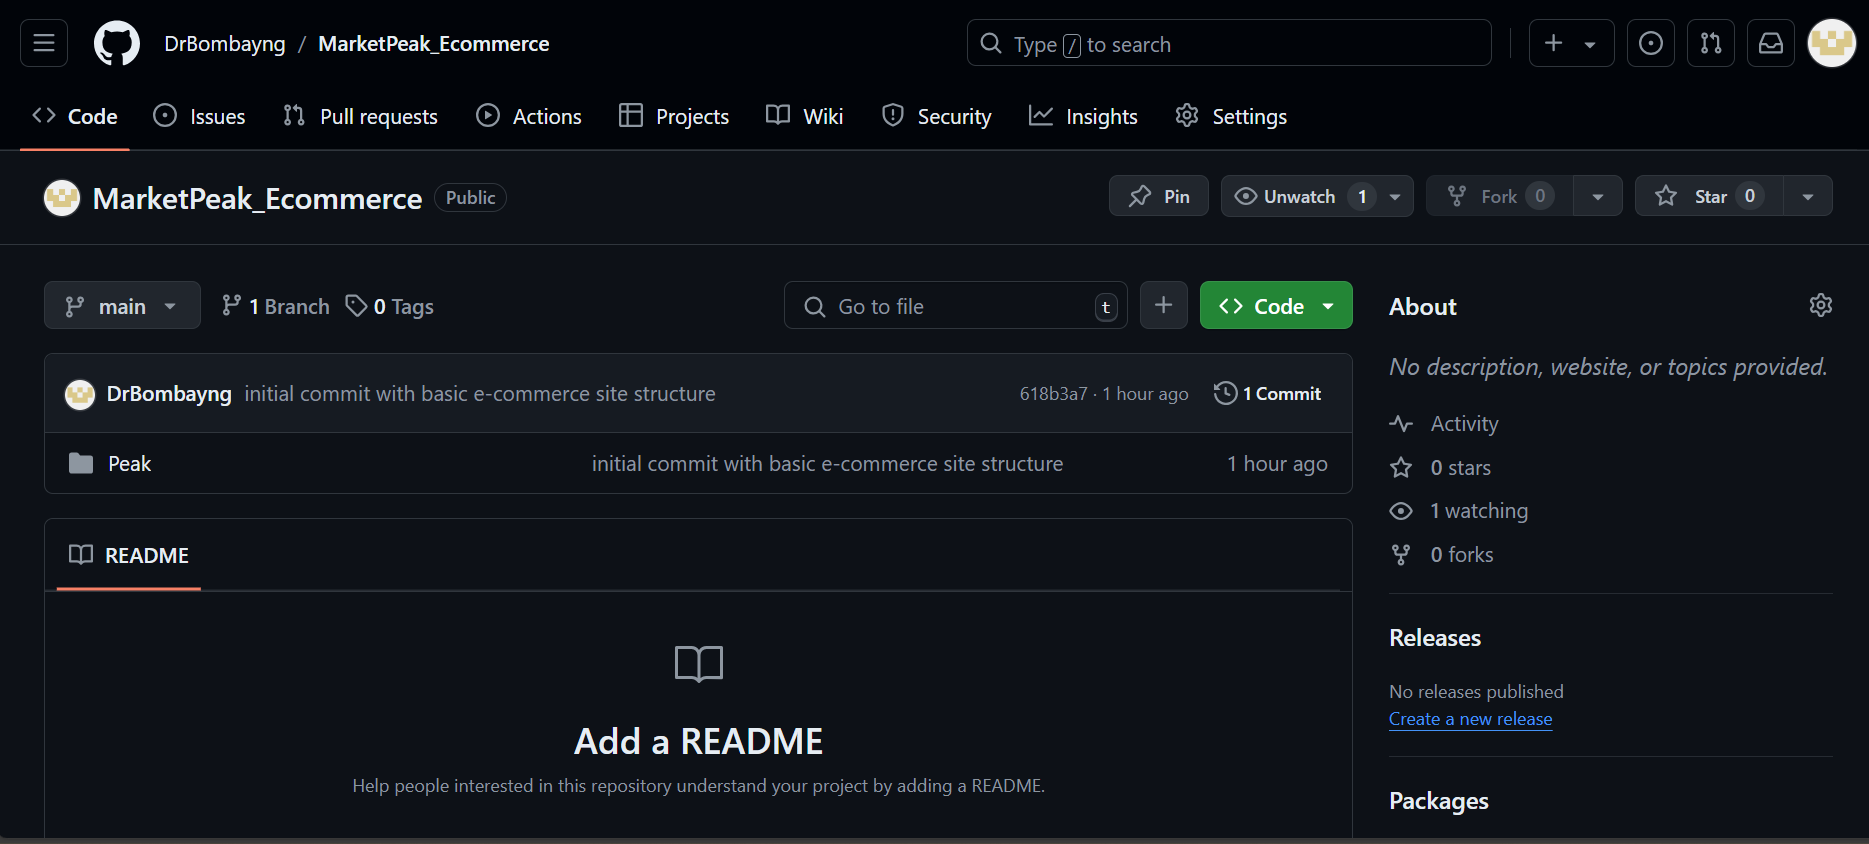 DrBombayng / MarketPeak_Ecommerce
Type / to search
Code Issues Pull requests Actions Projects Wiki Security Insights Settings
MarketPeak_Ecommerce Public
Pin Unwatch 1 Fork 0 Star 0
main 1 Branch 0 Tags Go to file t Code
DrBombayng initial commit with basic e-commerce site structure 618b3a7 · 1 hour ago 1 Commit
Peak initial commit with basic e-commerce site structure 1 hour ago
README
Add a README
Help people interested in this repository understand your project by adding a README.
About
No description, website, or topics provided.
Activity
0 stars
1 watching
0 forks
Releases
No releases published
Create a new release
Packages